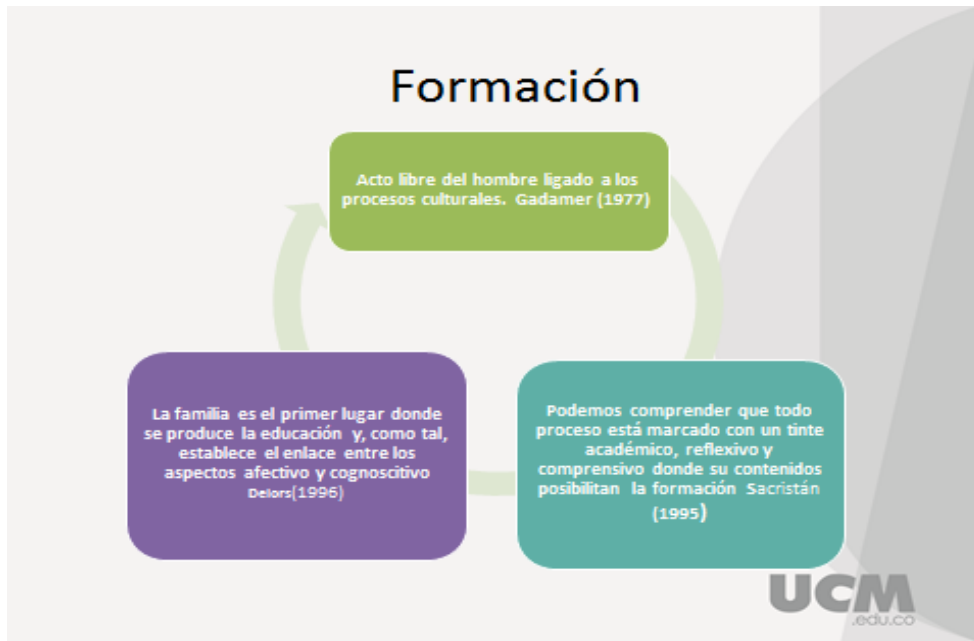 Formación
Acto libre del hombre ligado a los
procesos culturales. Gadamer (1977)
La familia es el primer lugar donde
se produce la educación y, como tal,
establece el enlace entre los
aspectos afectivo y cognoscitivo
Delors(1996)
Podemos comprender que todo
proceso está marcado con un tinte
académico, reflexivo y
comprensivo donde su contenidos
posibilitan la formación Sacristán
(1995)
UCM
.edu.co